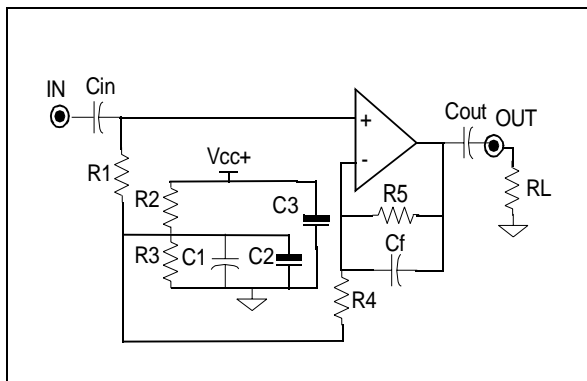 IN
Cin
Cout
OUT
+
-
R1
Vcc+
R2
C3
R5
RL
R3
C1
C2
Cf
R4